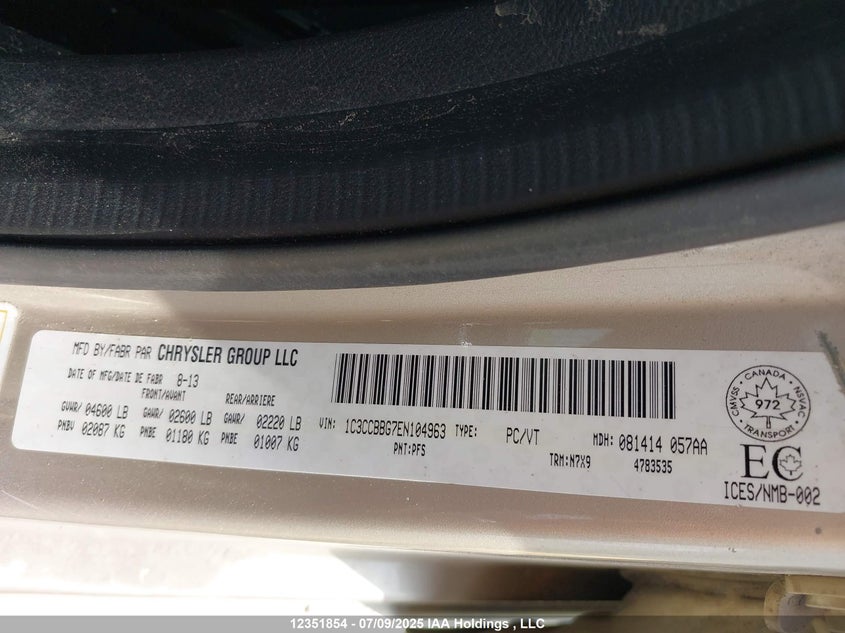 MFD BY/FABR PAR CHRYSLER GROUP LLC
DATE OF MFG/DATE DE FABR 8-13
FRONT/AVANT REAR/ARRIERE
GVWR/ 04600 LB GAWR/ 02600 LB GAWR/ 02220 LB
PNBV 02087 KG PNBE 01180 KG PNBE 01007 KG
VIN: 1C3CCBBG7EN104963 TYPE: PC/VT MDH: 081414 057AA
PNT:PFS TRM:N7X9 4783535
CMVSS CANADA NSVAC
972
TRANSPORT
EC
ICES/NMB-002
12351854 - 07/09/2025 IAA Holdings , LLC